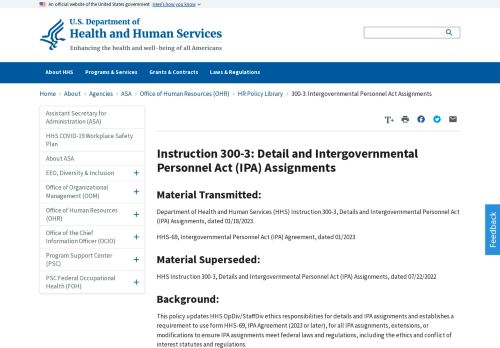 An official website of the United States government Here's how you know
U.S. Department of
Health and Human Services
Enhancing the health and well-being of all Americans
About HHS Programs & Services Grants & Contracts Laws & Regulations
Home › About › Agencies › ASA › Office of Human Resources (OHR) › HR Policy Library › 300-3: Intergovernmental Personnel Act Assignments
Assistant Secretary for
Administration (ASA)
HHS COVID-19 Workplace Safety
Plan
About ASA
EEO, Diversity & Inclusion
Office of Organizational
Management (OOM)
Office of Human Resources
(OHR)
Office of the Chief
Information Officer (OCIO)
Program Support Center
(PSC)
PSC Federal Occupational
Health (FOH)
T+
Instruction 300-3: Detail and Intergovernmental
Personnel Act (IPA) Assignments
Material Transmitted:
Department of Health and Human Services (HHS) Instruction 300-3, Details and Intergovernmental Personnel Act
(IPA) Assignments, dated 01/18/2023.
HHS-69, Intergovernmental Personnel Act (IPA) Agreement, dated 01/2023
Material Superseded:
HHS Instruction 300-3, Details and Intergovernmental Personnel Act (IPA) Assignments, dated 07/22/2022
Background:
This policy updates HHS OpDiv/StaffDiv ethics responsibilities for details and IPA assignments and establishes a
requirement to use form HHS-69, IPA Agreement (2023 or later), for all IPA assignments, extensions, or
modifications to ensure IPA assignments meet federal laws and regulations, including the ethics and conflict of
interest statutes and regulations.
Feedback